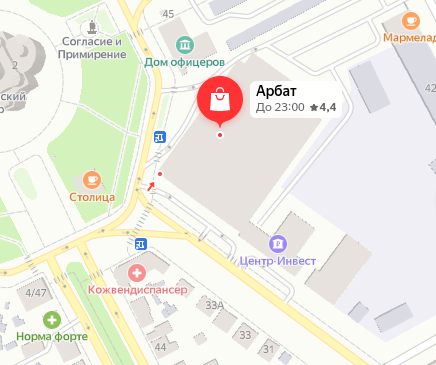 45
Мармелад
Согласие и
Примирение
Дом офицеров
2
ский
Арбат
До 23:00 ★4,4
Столица
Центр-Инвест
Кожвендиспансер
4/47
33А
Норма форте
44
33
31